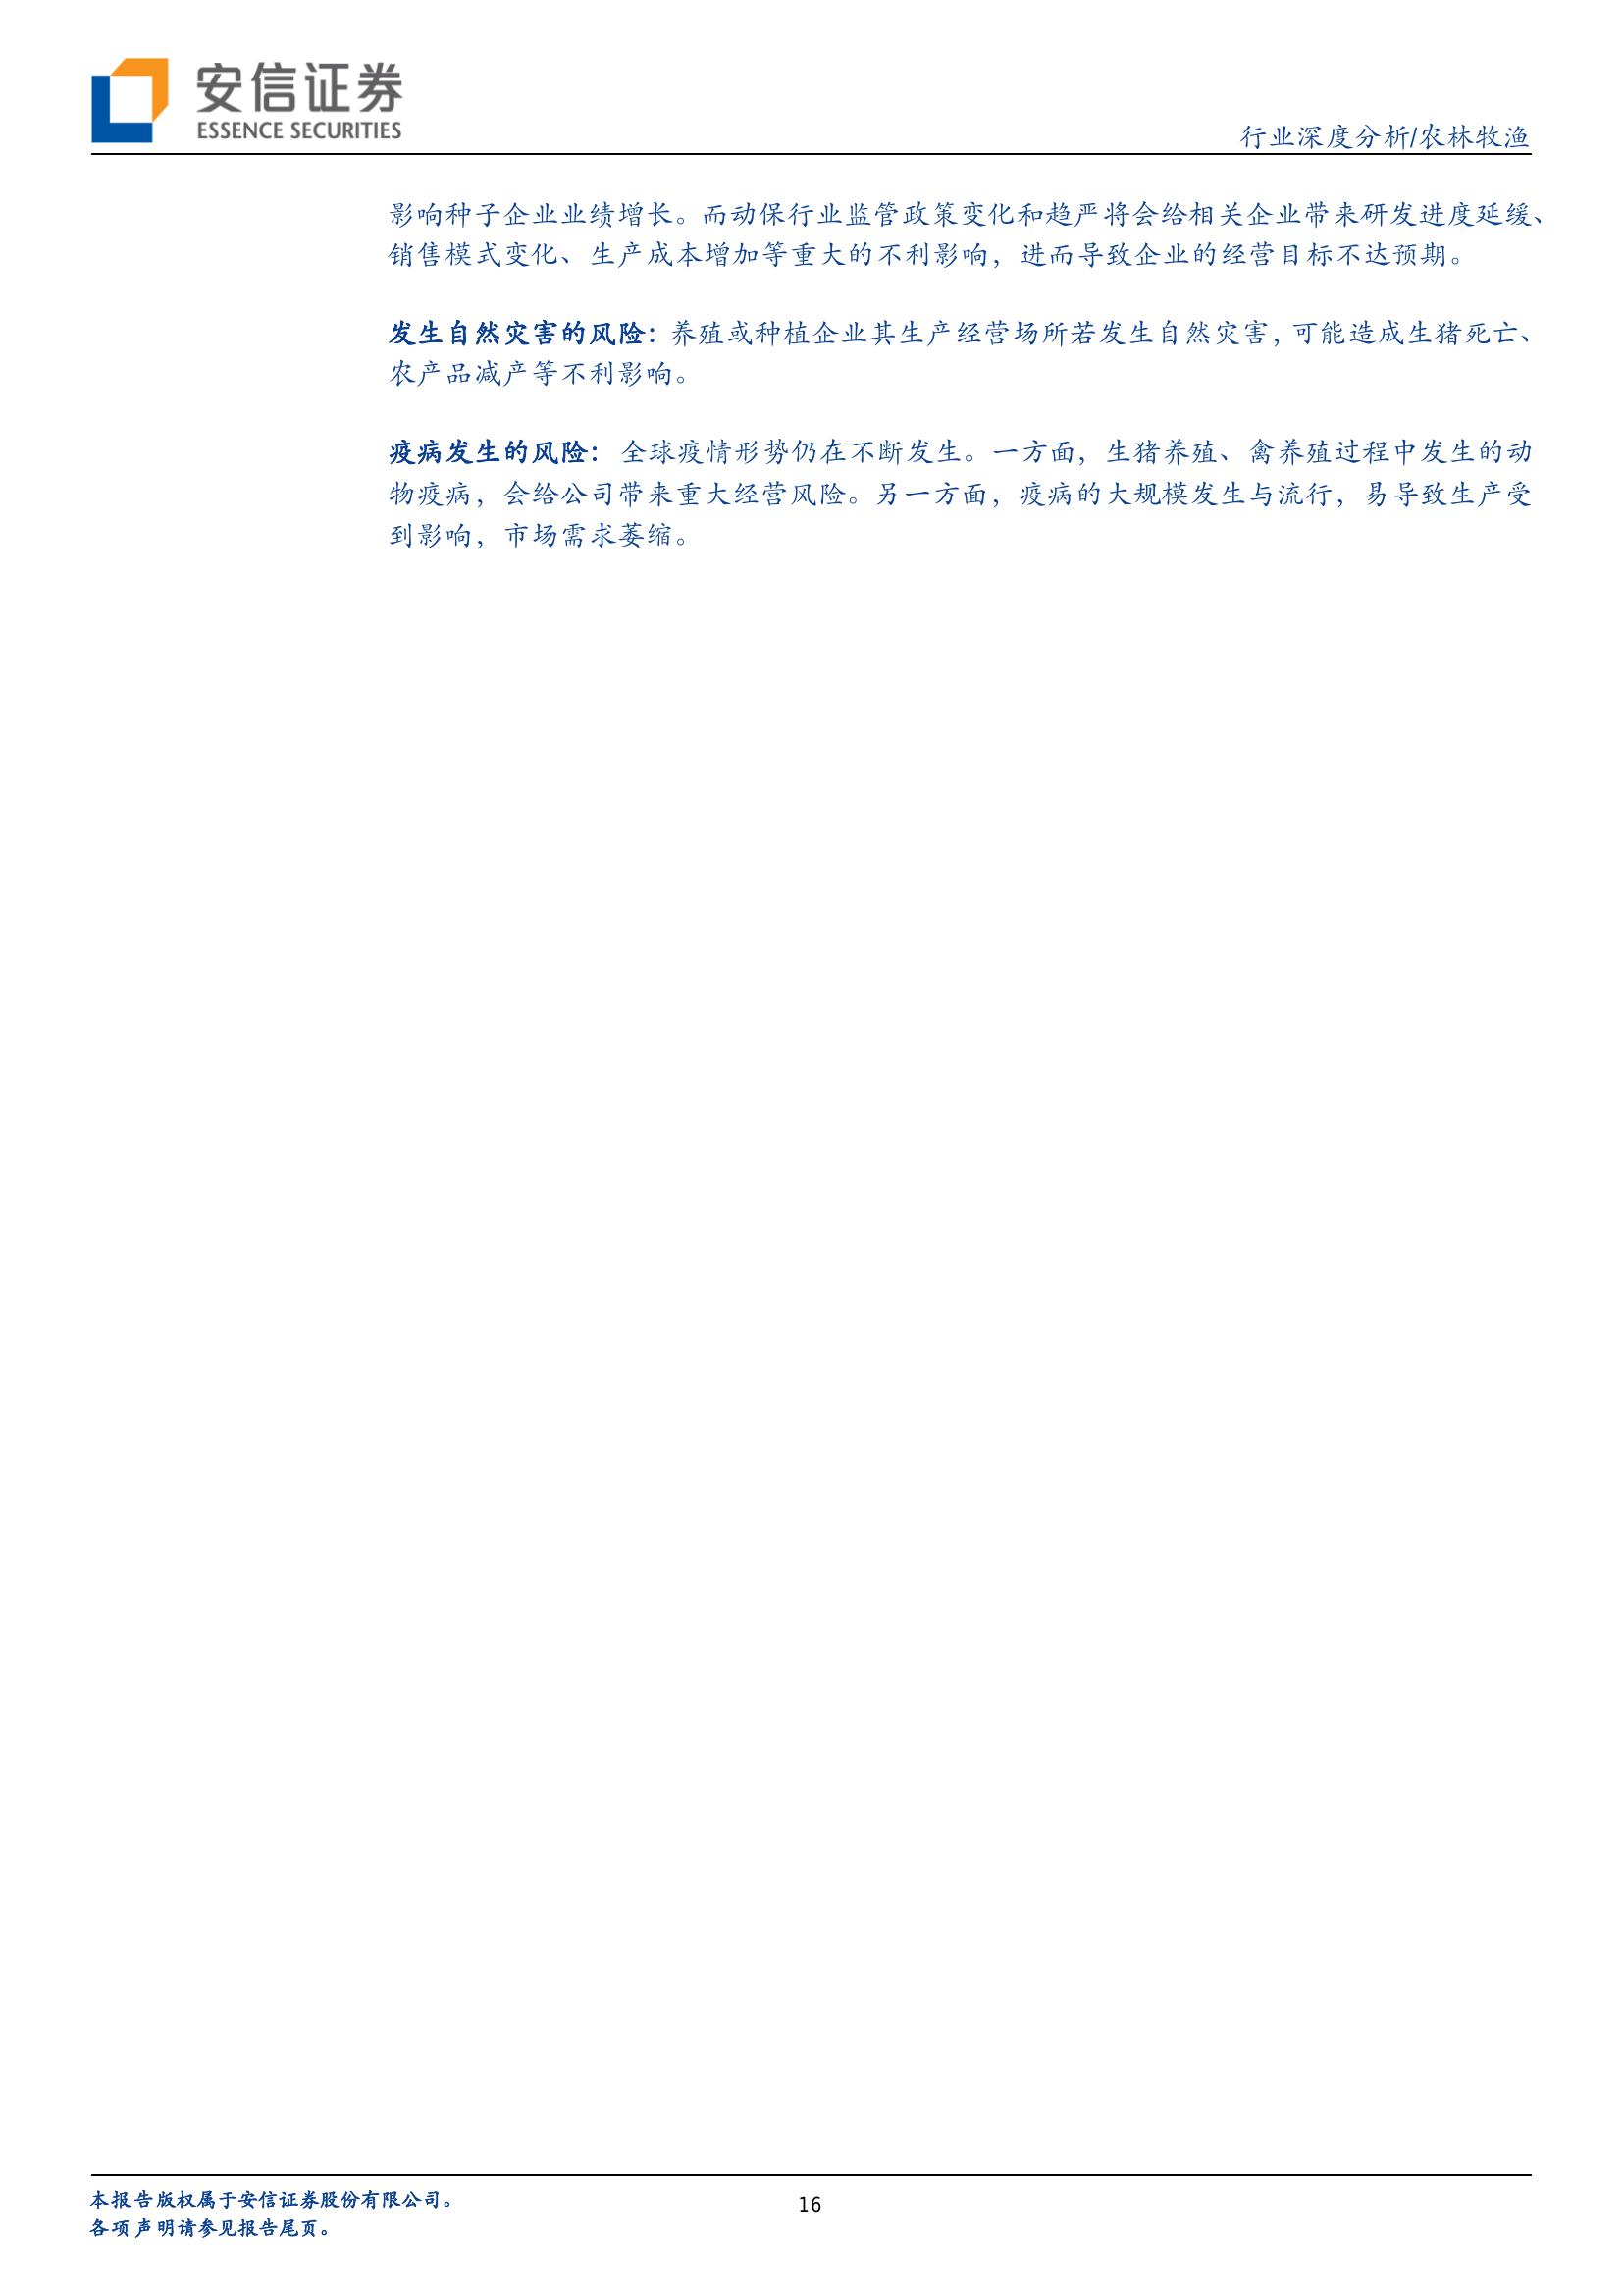 安信证券
ESSENCE SECURITIES
行业深度分析/农林牧渔
影响种子企业业绩增长。而动保行业监管政策变化和趋严将会给相关企业带来研发进度延缓、
销售模式变化、生产成本增加等重大的不利影响，进而导致企业的经营目标不达预期。
发生自然灾害的风险：养殖或种植企业其生产经营场所若发生自然灾害，可能造成生猪死亡、
农产品减产等不利影响。
疫病发生的风险： 全球疫情形势仍在不断发生。一方面，生猪养殖、禽养殖过程中发生的动
物疫病，会给公司带来重大经营风险。另一方面，疫病的大规模发生与流行，易导致生产受
到影响，市场需求萎缩。
本报告版权属于安信证券股份有限公司。
各项声明请参见报告尾页。
16